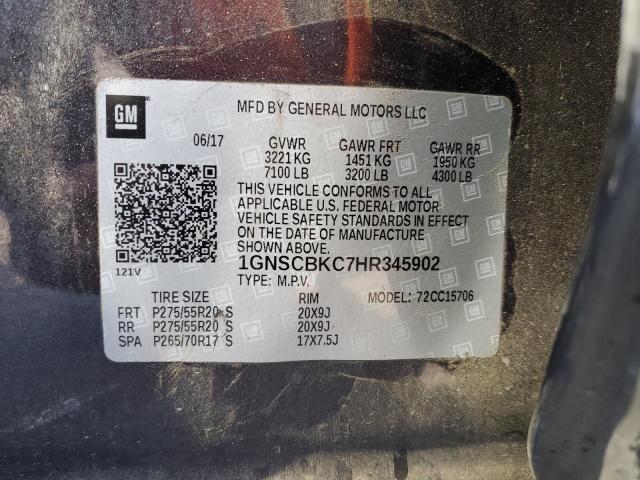 GM
MFD BY GENERAL MOTORS LLC
06/17 GVWR GAWR FRT GAWR RR
3221 KG 1451 KG 1950 KG
7100 LB 3200 LB 4300 LB
THIS VEHICLE CONFORMS TO ALL
APPLICABLE U.S. FEDERAL MOTOR
VEHICLE SAFETY STANDARDS IN EFFECT
ON THE DATE OF MANUFACTURE
SHOWN ABOVE.
121V
1GNSCBKC7HR345902
TYPE: M.P.V. MODEL: 72CC15706
TIRE SIZE RIM
FRT P275/55R20 S 20X9J
RR P275/55R20 S 20X9J
SPA P265/70R17 S 17X7.5J